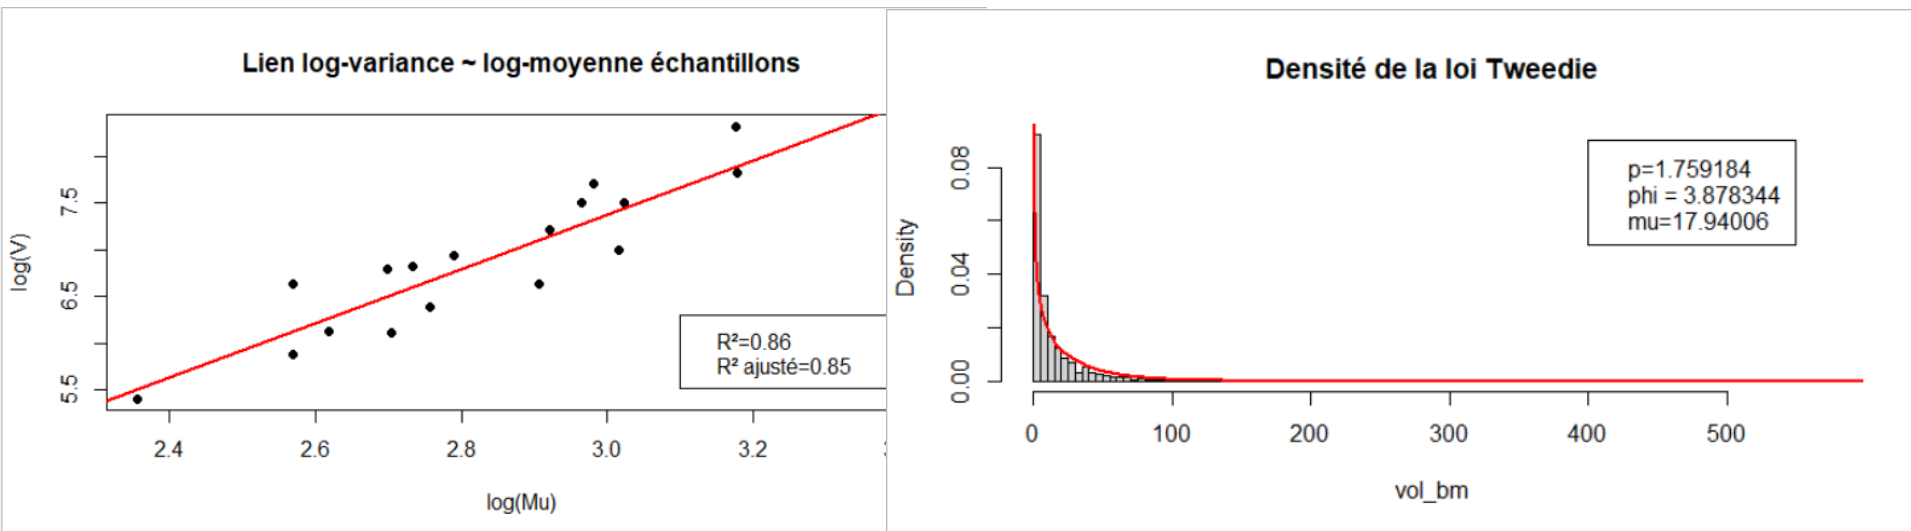 Lien log-variance ~ log-moyenne échantillons
log(V)
7.5
6.5
5.5
R²=0.86
R² ajusté=0.85
2.4 2.6 2.8 3.0 3.2
log(Mu)
Densité de la loi Tweedie
Density
0.08
0.04
0.00
p=1.759184
phi = 3.878344
mu=17.94006
0 100 200 300 400 500
vol_bm